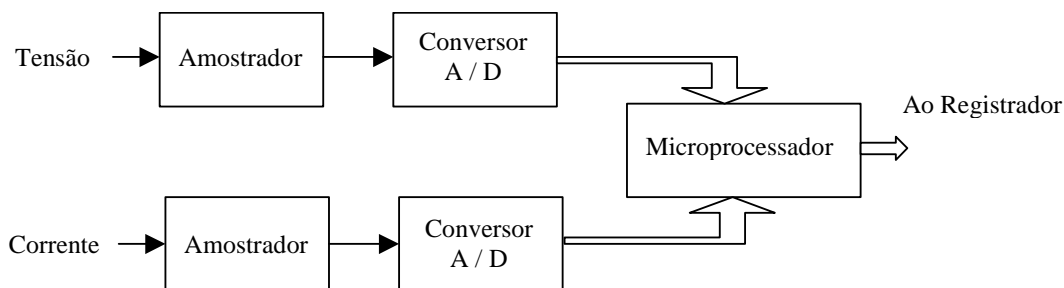 Tensão
Amostrador
Conversor
A / D
Ao Registrador
Microprocessador
Corrente
Amostrador
Conversor
A / D